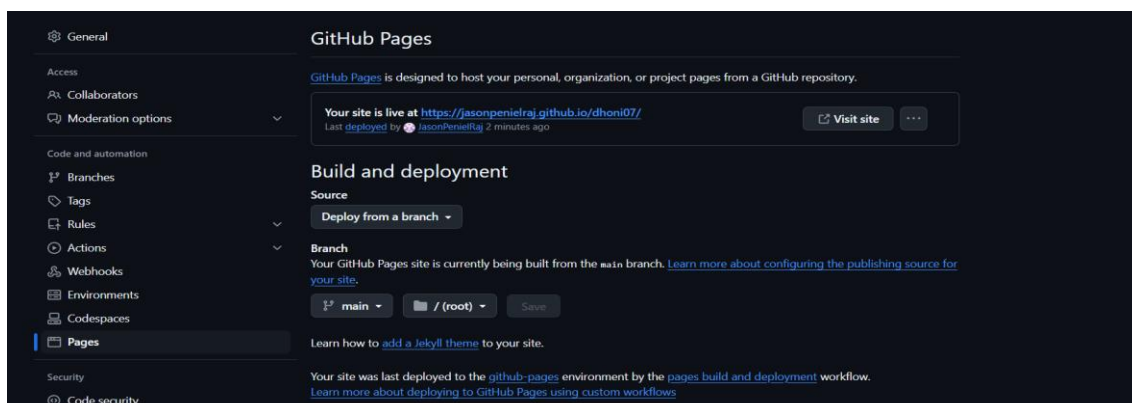 General
Access
Collaborators
Moderation options
Code and automation
Branches
Tags
Rules
Actions
Webhooks
Environments
Codespaces
Pages
Security
Code security
GitHub Pages
GitHub Pages is designed to host your personal, organization, or project pages from a GitHub repository.
Your site is live at https://jasonpenielraj.github.io/dhoni07/
Last deployed by JasonPenielRaj 2 minutes ago
Visit site
Build and deployment
Source
Deploy from a branch
Branch
Your GitHub Pages site is currently being built from the main branch. Learn more about configuring the publishing source for
your site.
main
/ (root)
Save
Learn how to add a Jekyll theme to your site.
Your site was last deployed to the github-pages environment by the pages build and deployment workflow.
Learn more about deploying to GitHub Pages using custom workflows